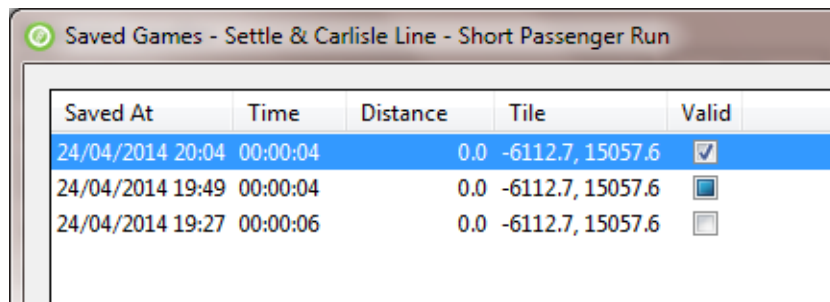 Saved Games - Settle & Carlisle Line - Short Passenger Run
Saved At Time Distance Tile Valid
24/04/2014 20:04 00:00:04 0.0 -6112.7, 15057.6
24/04/2014 19:49 00:00:04 0.0 -6112.7, 15057.6
24/04/2014 19:27 00:00:06 0.0 -6112.7, 15057.6